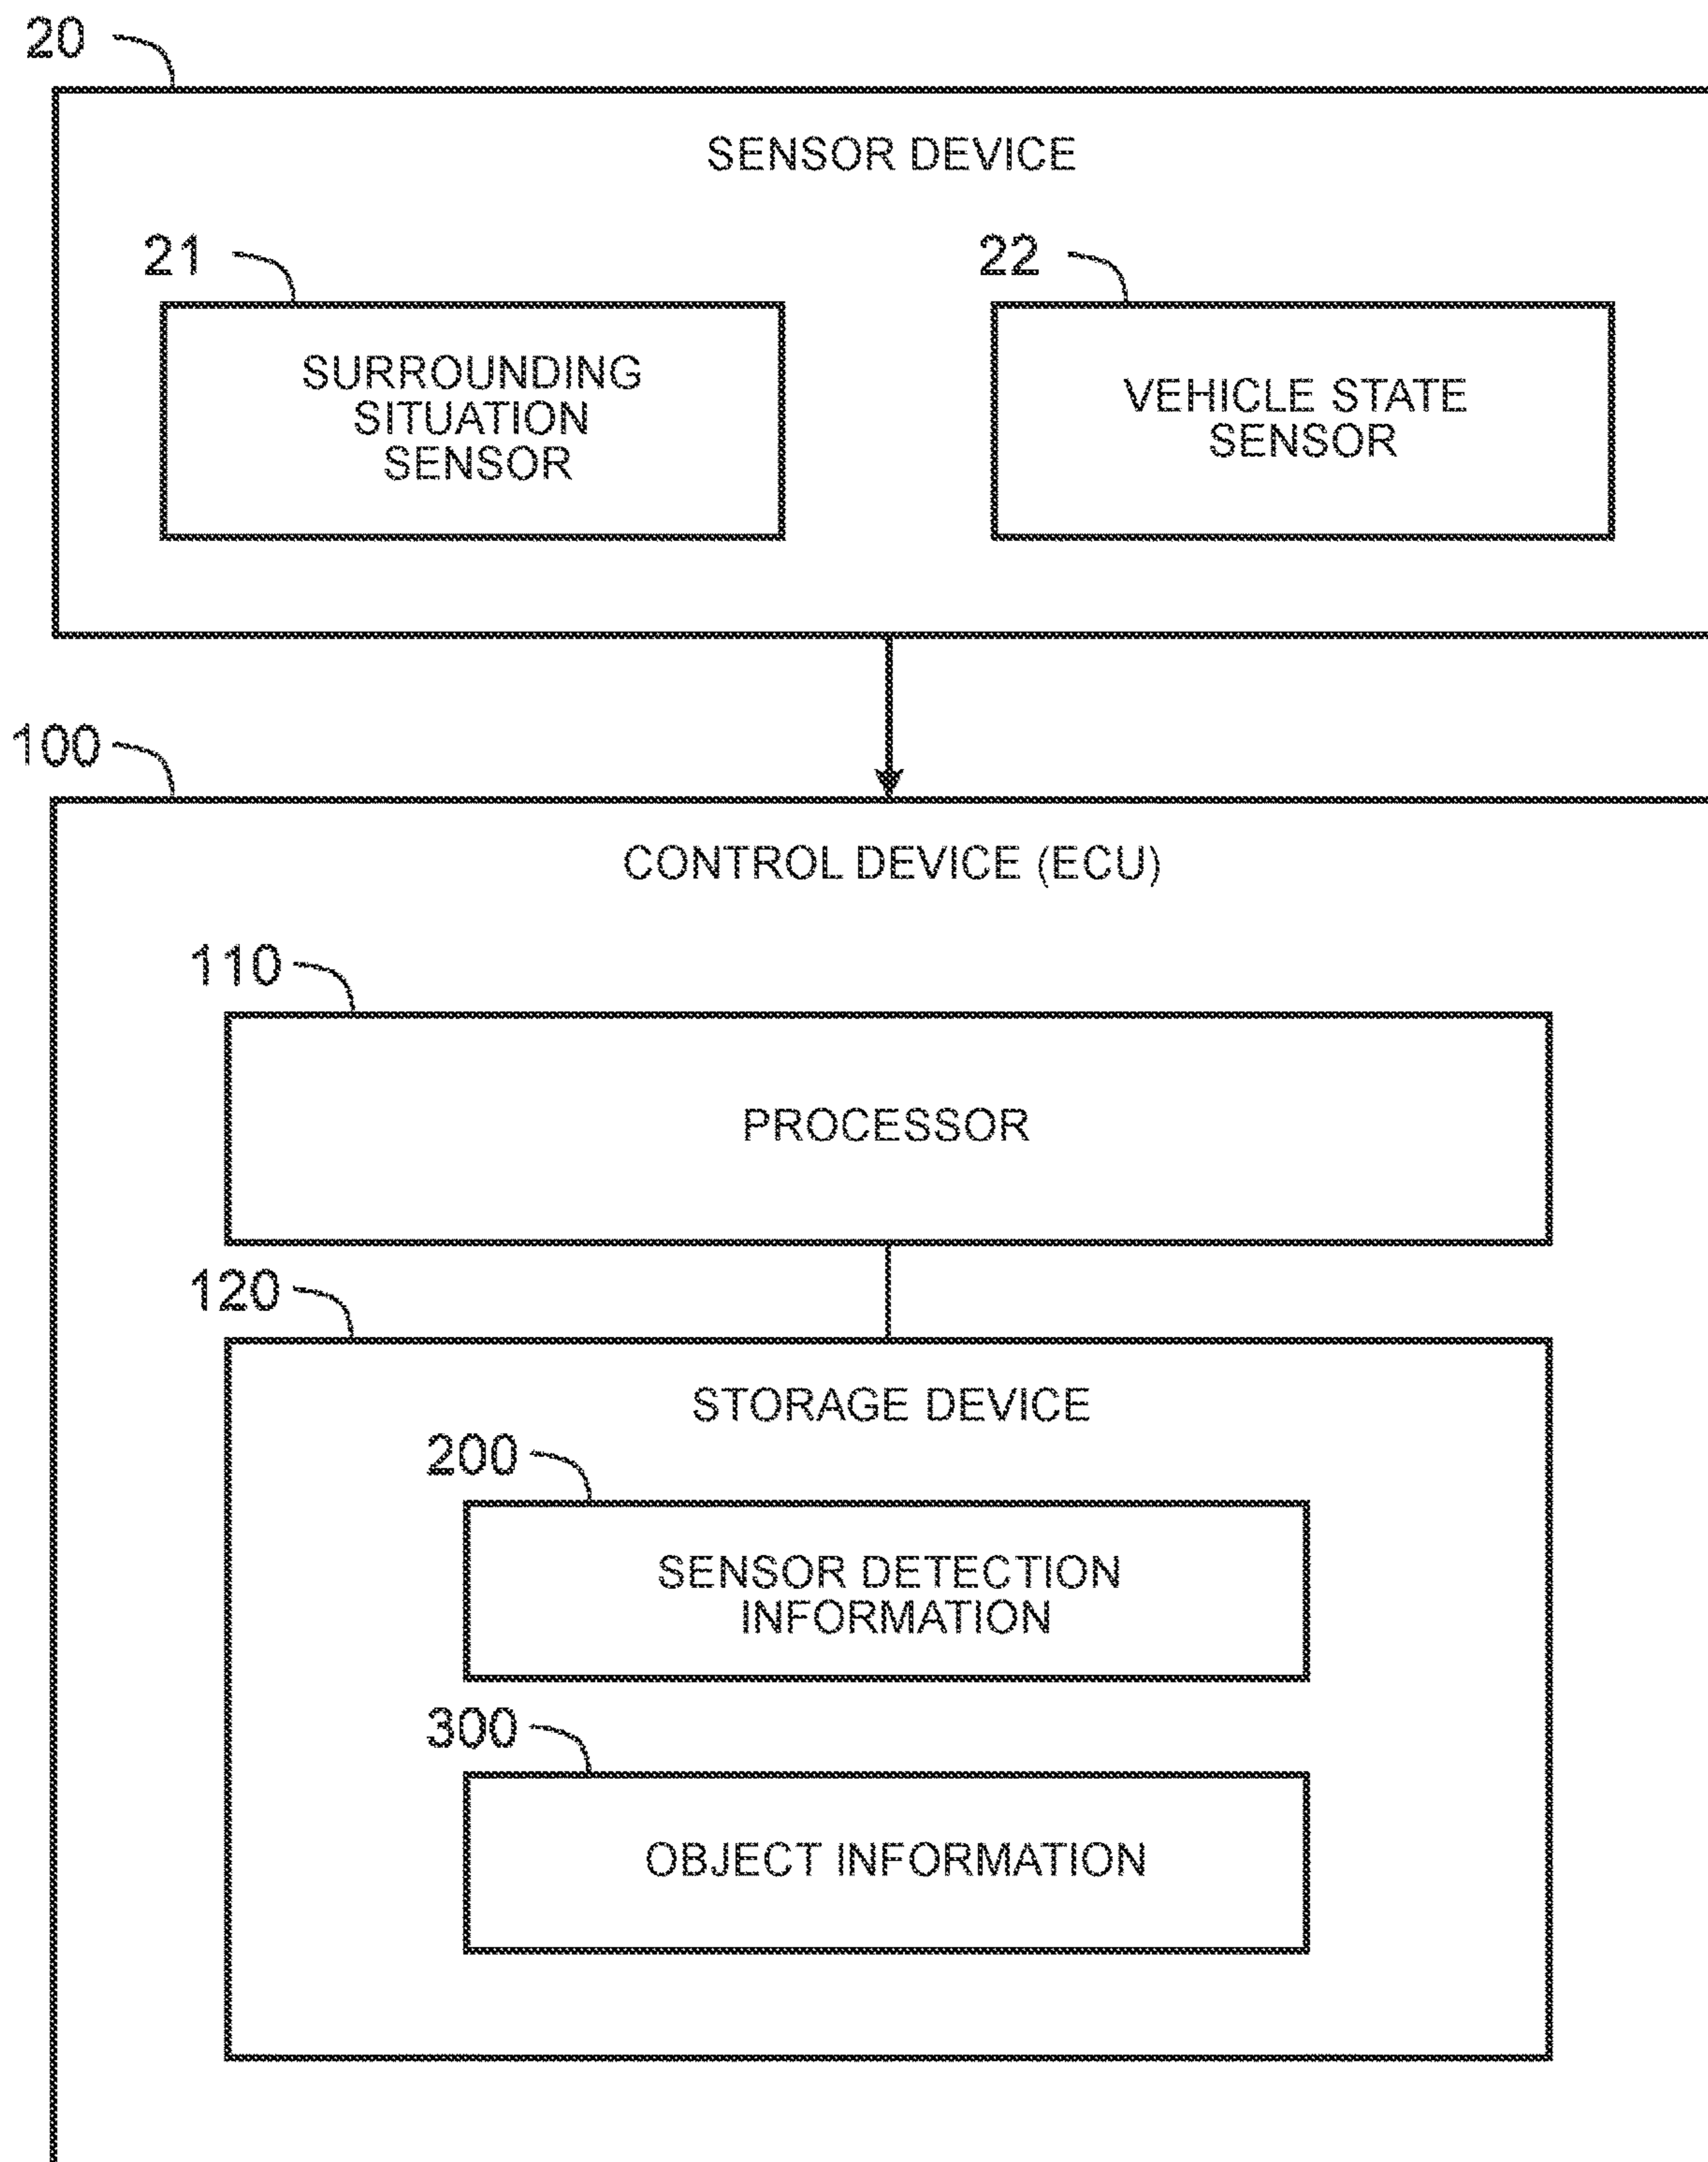 20
SENSOR DEVICE
21
22
SURROUNDING
SITUATION
SENSOR
VEHICLE STATE
SENSOR
100
CONTROL DEVICE (ECU)
110
PROCESSOR
120
STORAGE DEVICE
200
SENSOR DETECTION
INFORMATION
300
OBJECT INFORMATION